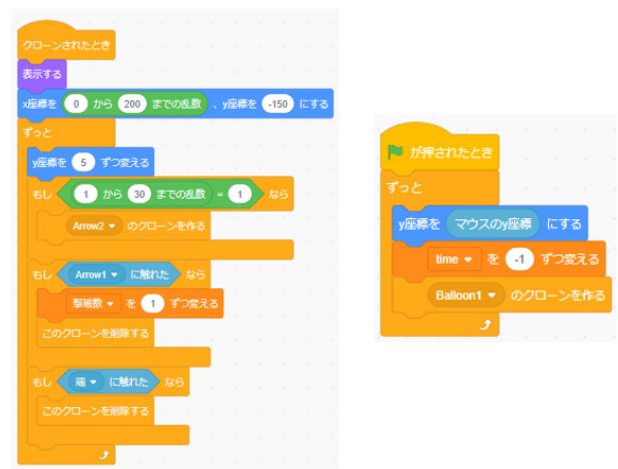 クローンされたとき
表示する
x座標を 0 から 200 までの乱数 、y座標を -150 にする
ずっと
y座標を 5 ずつ変える
もし 1 から 30 までの乱数 = 1 なら
Arrow2 のクローンを作る
もし Arrow1 に触れた なら
撃破数 を 1 ずつ変える
このクローンを削除する
もし 端 に触れた なら
このクローンを削除する
が押されたとき
ずっと
y座標を マウスのy座標 にする
time を -1 ずつ変える
Balloon1 のクローンを作る